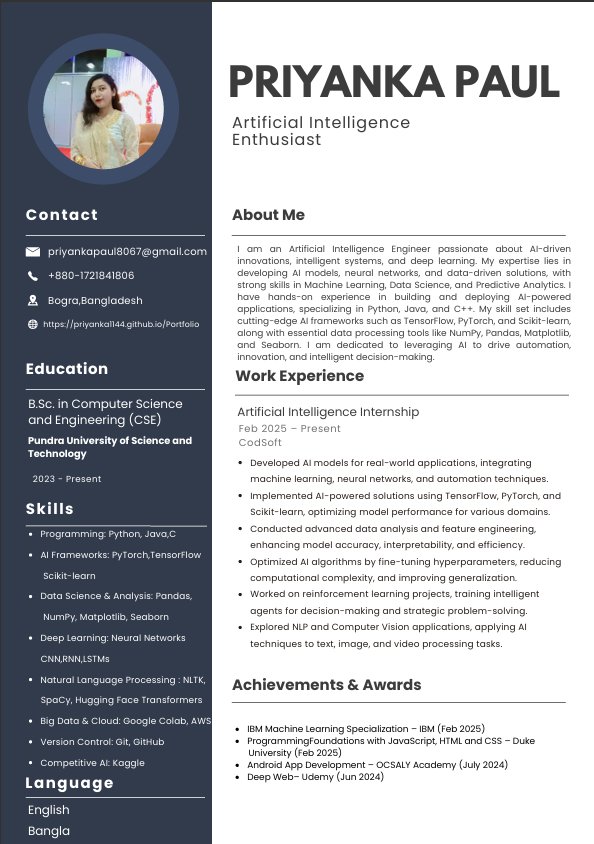 PRIYANKA PAUL
Artificial Intelligence
Enthusiast
Contact
priyankapaul8067@gmail.com
+880-1721841806
Bogra,Bangladesh
https://priyanka1144.github.io/Portfolio
Education
B.Sc. in Computer Science
and Engineering (CSE)
Pundra University of Science and
Technology
2023 - Present
Skills
• Programming: Python, Java,C
• AI Frameworks: PyTorch,TensorFlow
Scikit-learn
• Data Science & Analysis: Pandas,
NumPy, Matplotlib, Seaborn
• Deep Learning: Neural Networks
CNN,RNN,LSTMs
• Natural Language Processing : NLTK,
SpaCy, Hugging Face Transformers
• Big Data & Cloud: Google Colab, AWS
• Version Control: Git, GitHub
• Competitive AI: Kaggle
Language
English
Bangla
About Me
I am an Artificial Intelligence Engineer passionate about AI-driven
innovations, intelligent systems, and deep learning. My expertise lies in
developing AI models, neural networks, and data-driven solutions, with
strong skills in Machine Learning, Data Science, and Predictive Analytics. I
have hands-on experience in building and deploying AI-powered
applications, specializing in Python, Java, and C++. My skill set includes
cutting-edge AI frameworks such as TensorFlow, PyTorch, and Scikit-learn,
along with essential data processing tools like NumPy, Pandas, Matplotlib,
and Seaborn. I am dedicated to leveraging AI to drive automation,
innovation, and intelligent decision-making.
Work Experience
Artificial Intelligence Internship
Feb 2025 – Present
CodSoft
• Developed AI models for real-world applications, integrating
machine learning, neural networks, and automation techniques.
• Implemented AI-powered solutions using TensorFlow, PyTorch, and
Scikit-learn, optimizing model performance for various domains.
• Conducted advanced data analysis and feature engineering,
enhancing model accuracy, interpretability, and efficiency.
• Optimized AI algorithms by fine-tuning hyperparameters, reducing
computational complexity, and improving generalization.
• Worked on reinforcement learning projects, training intelligent
agents for decision-making and strategic problem-solving.
• Explored NLP and Computer Vision applications, applying AI
techniques to text, image, and video processing tasks.
Achievements & Awards
• IBM Machine Learning Specialization – IBM (Feb 2025)
• ProgrammingFoundations with JavaScript, HTML and CSS – Duke
University (Feb 2025)
• Android App Development – OCSALY Academy (July 2024)
• Deep Web– Udemy (Jun 2024)